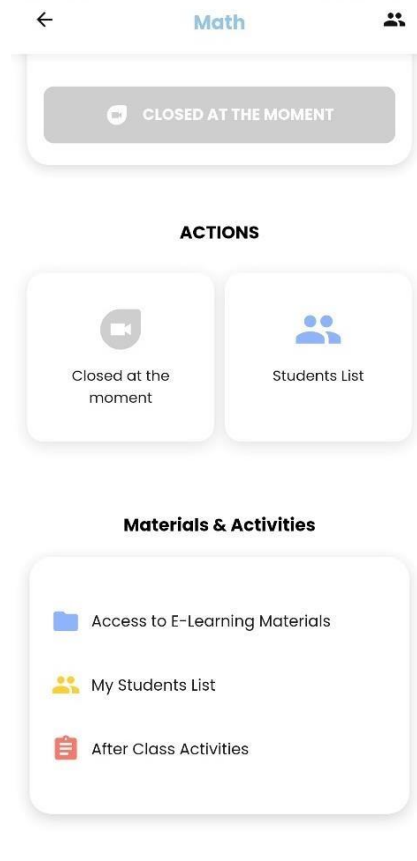 Math
CLOSED AT THE MOMENT
ACTIONS
Closed at the
moment
Students List
Materials & Activities
Access to E-Learning Materials
My Students List
After Class Activities